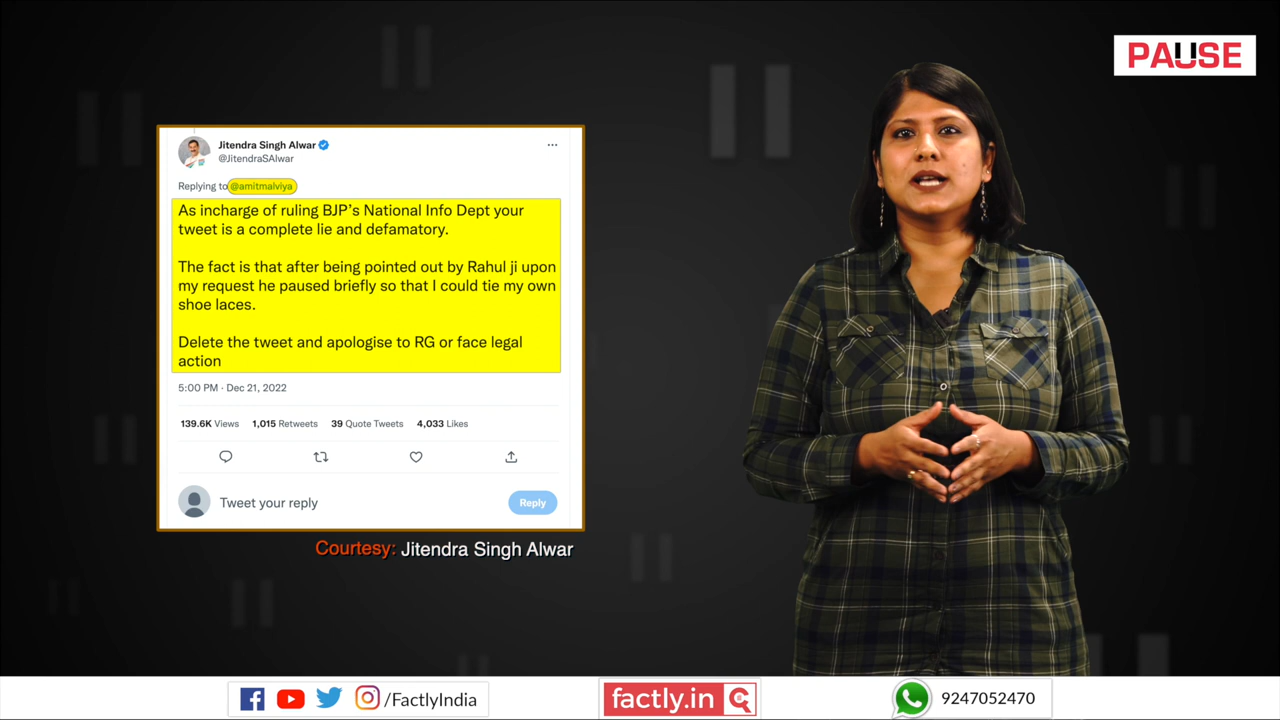 PAUSE
Jitendra Singh Alwar
@JitendraSAlwar
Replying to @amitmalviya
As incharge of ruling BJP's National Info Dept your
tweet is a complete lie and defamatory.
The fact is that after being pointed out by Rahul ji upon
my request he paused briefly so that I could tie my own
shoe laces.
Delete the tweet and apologise to RG or face legal
action
5:00 PM · Dec 21, 2022
139.6K Views 1,015 Retweets 39 Quote Tweets 4,033 Likes
Tweet your reply
Reply
Courtesy: Jitendra Singh Alwar
/FactlyIndia
factly.in
9247052470